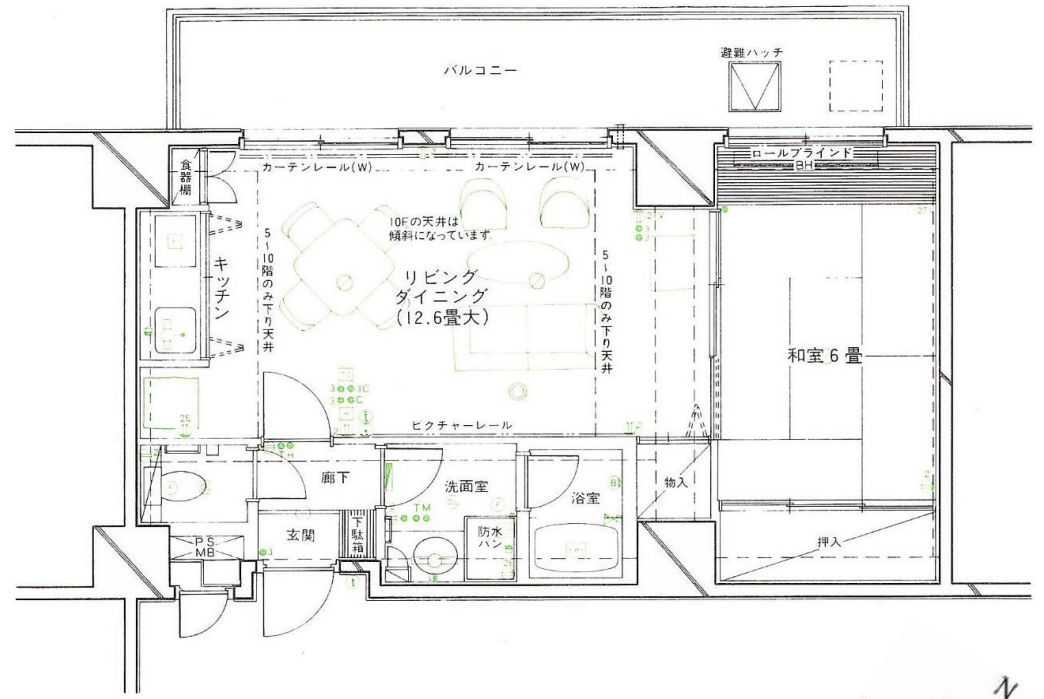 バルコニー
避難ハッチ
食器棚
カーテンレール(W)
カーテンレール(W)
ロールブラインド
BH
10Fの天井は
傾斜になっています
5~10階のみ下り天井
5~10階のみ下り天井
キッチン
リビング
ダイニング
(12.6畳大)
和室6畳
ピクチャーレール
廊下
洗面室
浴室
物入
TM
玄関
下駄箱
防水
パン
押入
PS
MB
N